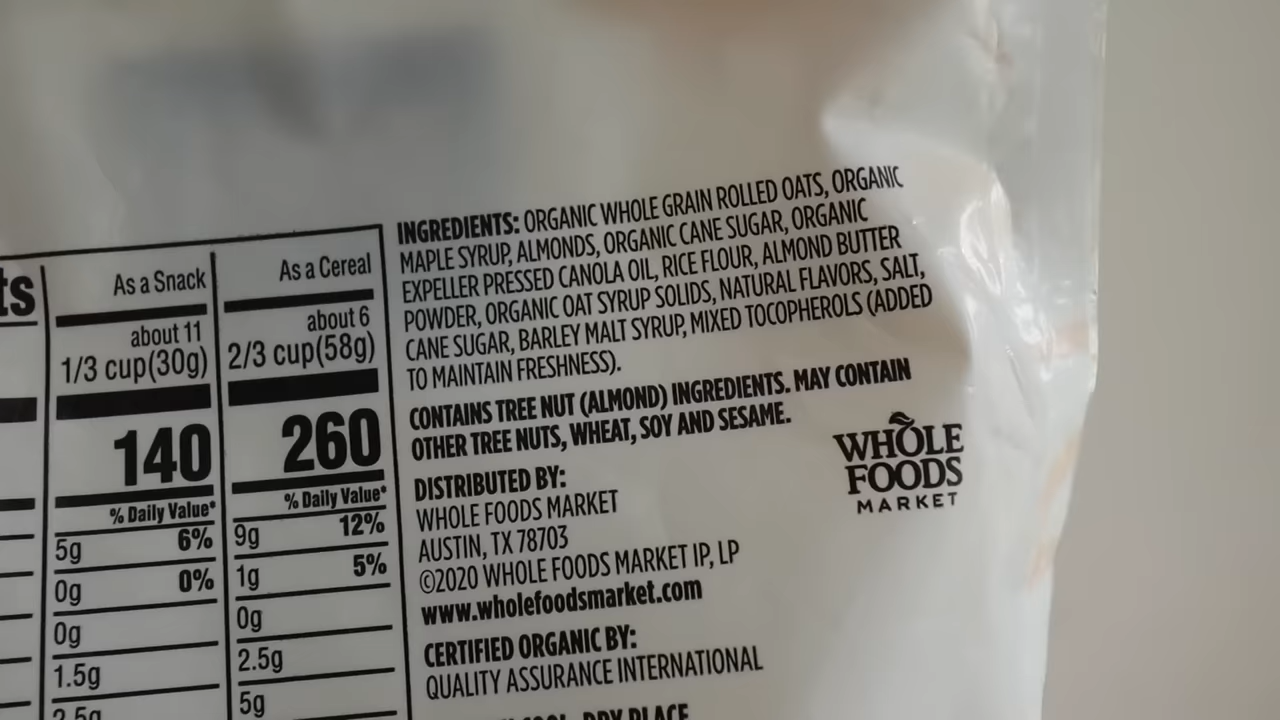 ts
As a Snack
As a Cereal
about 11
about 6
1/3 cup(30g)
2/3 cup(58g)
140
260
% Daily Value*
% Daily Value*
5g 6%
9g 12%
0g 0%
1g 5%
0g
0g
1.5g
2.5g
2.5g
5g
INGREDIENTS: ORGANIC WHOLE GRAIN ROLLED OATS, ORGANIC
MAPLE SYRUP, ALMONDS, ORGANIC CANE SUGAR, ORGANIC
EXPELLER PRESSED CANOLA OIL, RICE FLOUR, ALMOND BUTTER
POWDER, ORGANIC OAT SYRUP SOLIDS, NATURAL FLAVORS, SALT,
CANE SUGAR, BARLEY MALT SYRUP, MIXED TOCOPHEROLS (ADDED
TO MAINTAIN FRESHNESS).
CONTAINS TREE NUT (ALMOND) INGREDIENTS. MAY CONTAIN
OTHER TREE NUTS, WHEAT, SOY AND SESAME.
DISTRIBUTED BY:
WHOLE FOODS MARKET
AUSTIN, TX 78703
©2020 WHOLE FOODS MARKET IP, LP
www.wholefoodsmarket.com
CERTIFIED ORGANIC BY:
QUALITY ASSURANCE INTERNATIONAL
COOL, DRY PLACE
WHOLE
FOODS
MARKET